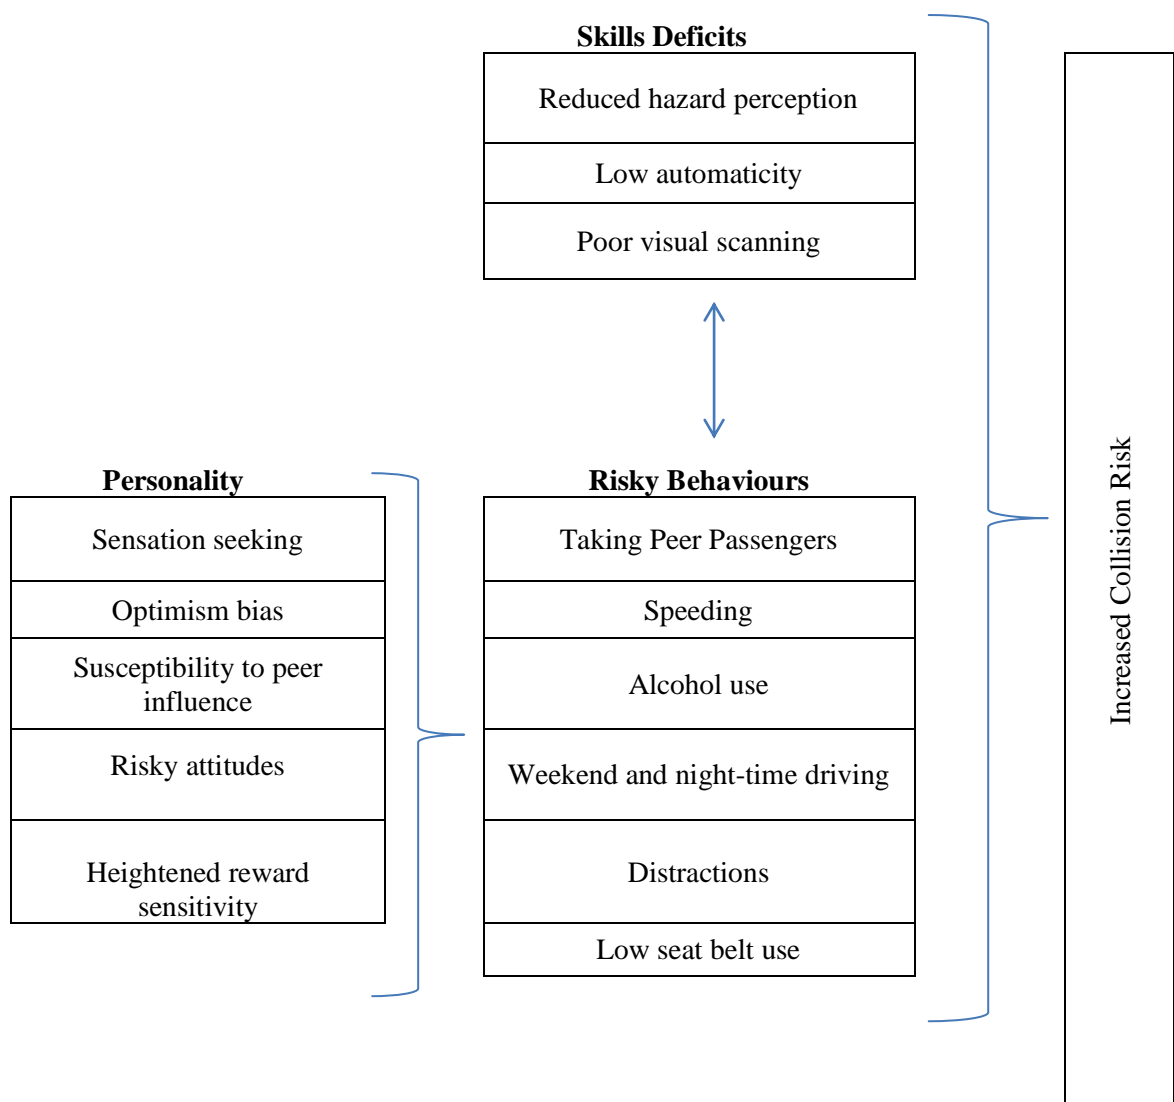 Skills Deficits
Reduced hazard perception
Low automaticity
Poor visual scanning
Personality
Sensation seeking
Optimism bias
Susceptibility to peer
influence
Risky attitudes
Heightened reward
sensitivity
Risky Behaviours
Taking Peer Passengers
Speeding
Alcohol use
Weekend and night-time driving
Distractions
Low seat belt use
Increased Collision Risk